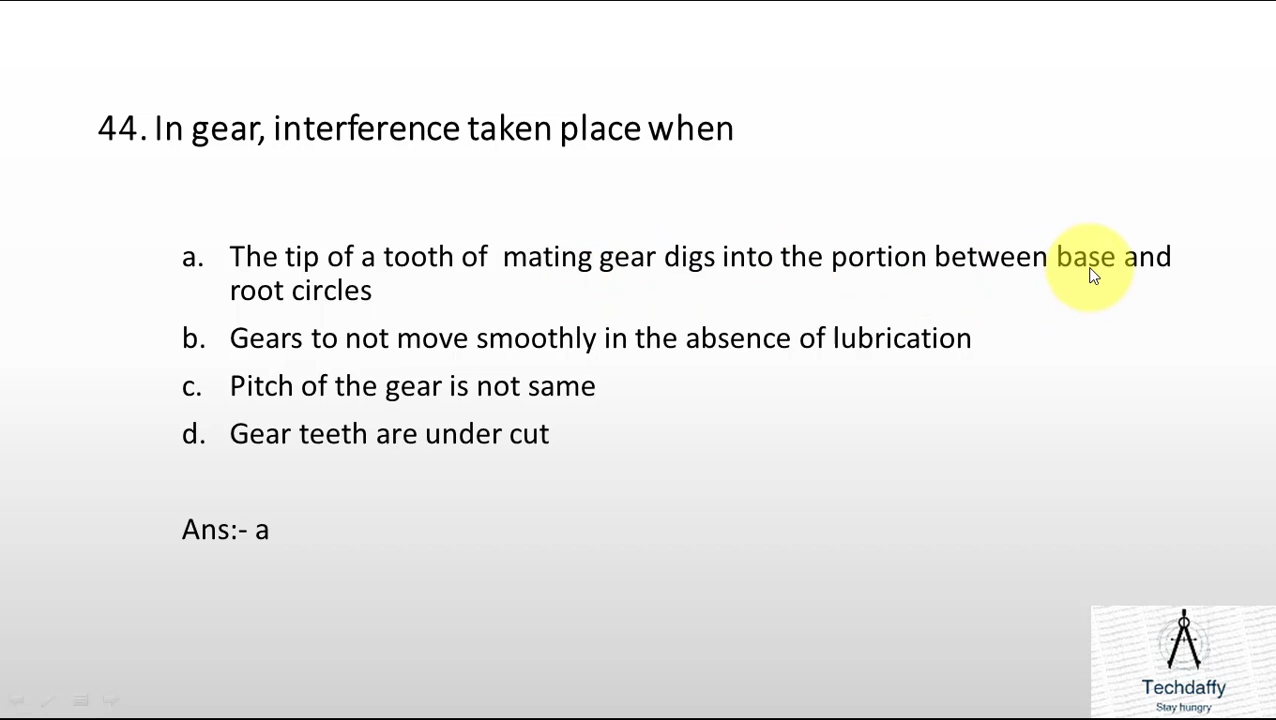 44. In gear, interference taken place when
a. The tip of a tooth of mating gear digs into the portion between base and
root circles
b. Gears to not move smoothly in the absence of lubrication
c. Pitch of the gear is not same
d. Gear teeth are under cut
Ans:- a
Techdaffy
Stay hungry